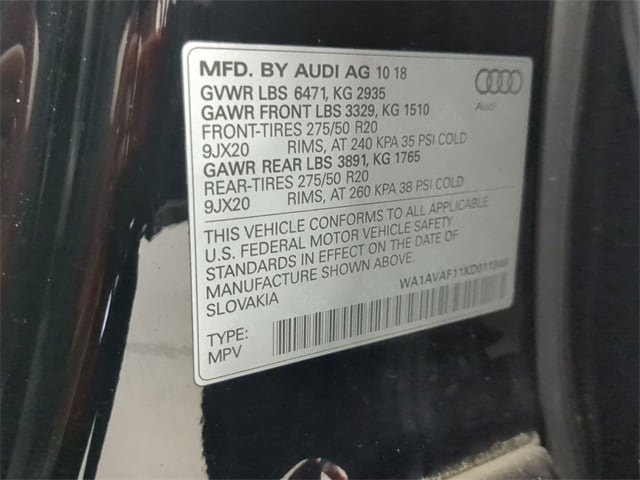 MFD. BY AUDI AG 10 18
GVWR LBS 6471, KG 2935
GAWR FRONT LBS 3329, KG 1510
FRONT-TIRES 275/50 R20
9JX20 RIMS, AT 240 KPA 35 PSI COLD
GAWR REAR LBS 3891, KG 1765
REAR-TIRES 275/50 R20
9JX20 RIMS, AT 260 KPA 38 PSI COLD
Audi
THIS VEHICLE CONFORMS TO ALL APPLICABLE
U.S. FEDERAL MOTOR VEHICLE SAFETY
STANDARDS IN EFFECT ON THE DATE OF
MANUFACTURE SHOWN ABOVE.
SLOVAKIA
WA1AVAF11KD011946
TYPE:
MPV